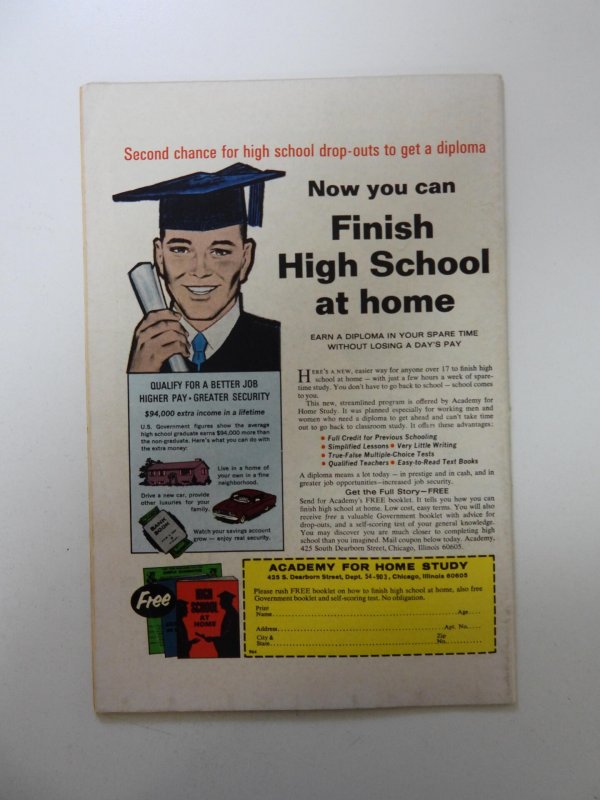 Second chance for high school drop-outs to get a diploma
Now you can
Finish
High School
at home
EARN A DIPLOMA IN YOUR SPARE TIME
WITHOUT LOSING A DAY'S PAY
HERE'S A NEW, easier way for anyone over 17 to finish high
school at home — with just a few hours a week of spare-
time study. You don't have to go back to school — school comes
to you.
This new, streamlined program is offered by Academy for
Home Study. It was planned especially for working men and
women who need a diploma to get ahead and can't take time
out to go back to classroom study. It offers these advantages:
• Full Credit for Previous Schooling
• Simplified Lessons • Very Little Writing
• True-False Multiple-Choice Tests
• Qualified Teachers • Easy-to-Read Text Books
A diploma means a lot today — in prestige and in cash, and in
greater job opportunities—increased job security.
Get the Full Story—FREE
Send for Academy's FREE booklet. It tells you how you can
finish high school at home. Low cost, easy terms. You will also
receive free a valuable Government booklet with advice for
drop-outs, and a self-scoring test of your general knowledge.
You may discover you are much closer to completing high
school than you imagined. Mail coupon below today. Academy,
425 South Dearborn Street, Chicago, Illinois 60605.
QUALIFY FOR A BETTER JOB
HIGHER PAY • GREATER SECURITY
$94,000 extra income in a lifetime
U.S. Government figures show the average
high school graduate earns $94,000 more than
the non-graduate. Here's what you can do with
the extra money:
Live in a home of
your own in a fine
neighborhood.
Drive a new car, provide
other luxuries for your
family.
BANK
BOOK
Watch your savings account
grow — enjoy real security.
Free
HIGH
SCHOOL
AT
HOME
ACADEMY FOR HOME STUDY
425 S. Dearborn Street, Dept. 54-903, Chicago, Illinois 60605
Please rush FREE booklet on how to finish high school at home, also free
Government booklet and self-scoring test. No obligation.
Print
Name Age
Address Apt. No.
City & Zip
State No.